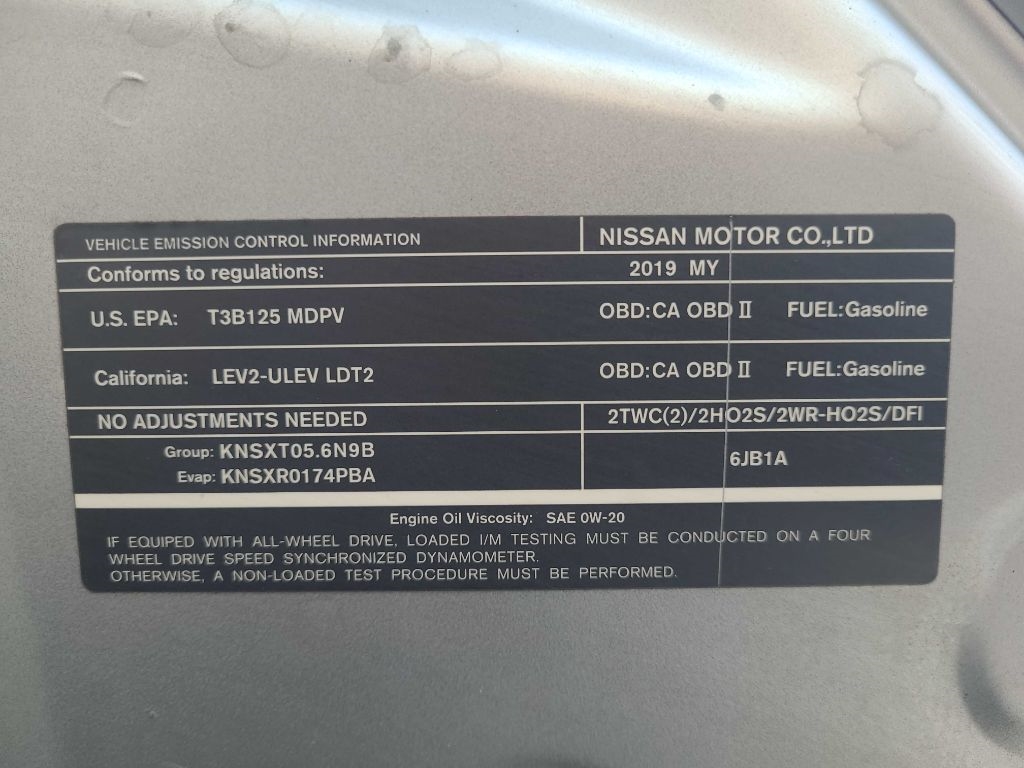 VEHICLE EMISSION CONTROL INFORMATION NISSAN MOTOR CO.,LTD
Conforms to regulations: 2019 MY
U.S. EPA: T3B125 MDPV OBD:CA OBD II FUEL:Gasoline
California: LEV2-ULEV LDT2 OBD:CA OBD II FUEL:Gasoline
NO ADJUSTMENTS NEEDED 2TWC(2)/2HO2S/2WR-HO2S/DFI
Group: KNSXT05.6N9B
Evap: KNSXR0174PBA
6JB1A
Engine Oil Viscosity: SAE 0W-20
IF EQUIPED WITH ALL-WHEEL DRIVE, LOADED I/M TESTING MUST BE CONDUCTED ON A FOUR
WHEEL DRIVE SPEED SYNCHRONIZED DYNAMOMETER.
OTHERWISE, A NON-LOADED TEST PROCEDURE MUST BE PERFORMED.